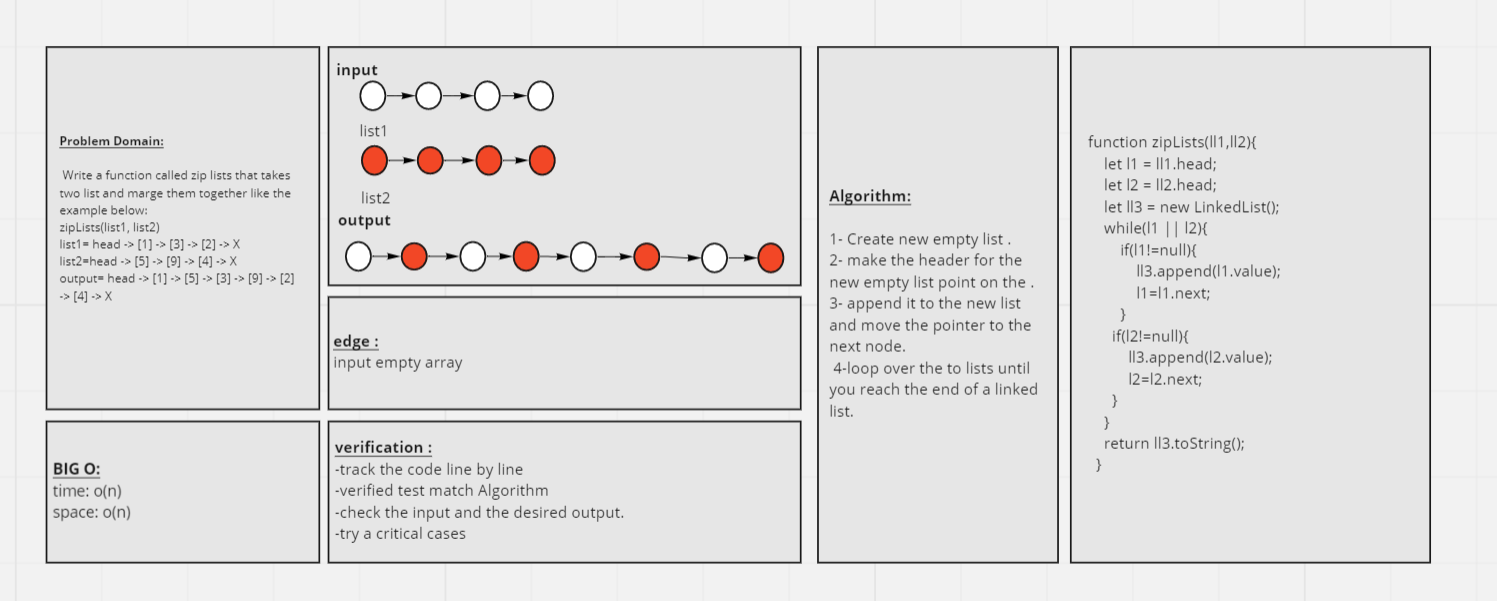 Problem Domain:
Write a function called zip lists that takes
two list and marge them together like the
example below:
zipLists(list1, list2)
list1= head -> [1] -> [3] -> [2] -> X
list2=head -> [5] -> [9] -> [4] -> X
output= head -> [1] -> [5] -> [3] -> [9] -> [2]
-> [4] -> X
BIG O:
time: o(n)
space: o(n)
input
list1
list2
output
edge :
input empty array
verification :
-track the code line by line
-verified test match Algorithm
-check the input and the desired output.
-try a critical cases
Algorithm:
1- Create new empty list .
2- make the header for the
new empty list point on the .
3- append it to the new list
and move the pointer to the
next node.
4-loop over the to lists until
you reach the end of a linked
list.
function zipLists(ll1,ll2){
let l1 = ll1.head;
let l2 = ll2.head;
let ll3 = new LinkedList();
while(l1 || l2){
if(l1!=null){
ll3.append(l1.value);
l1=l1.next;
}
if(l2!=null){
ll3.append(l2.value);
l2=l2.next;
}
}
return ll3.toString();
}